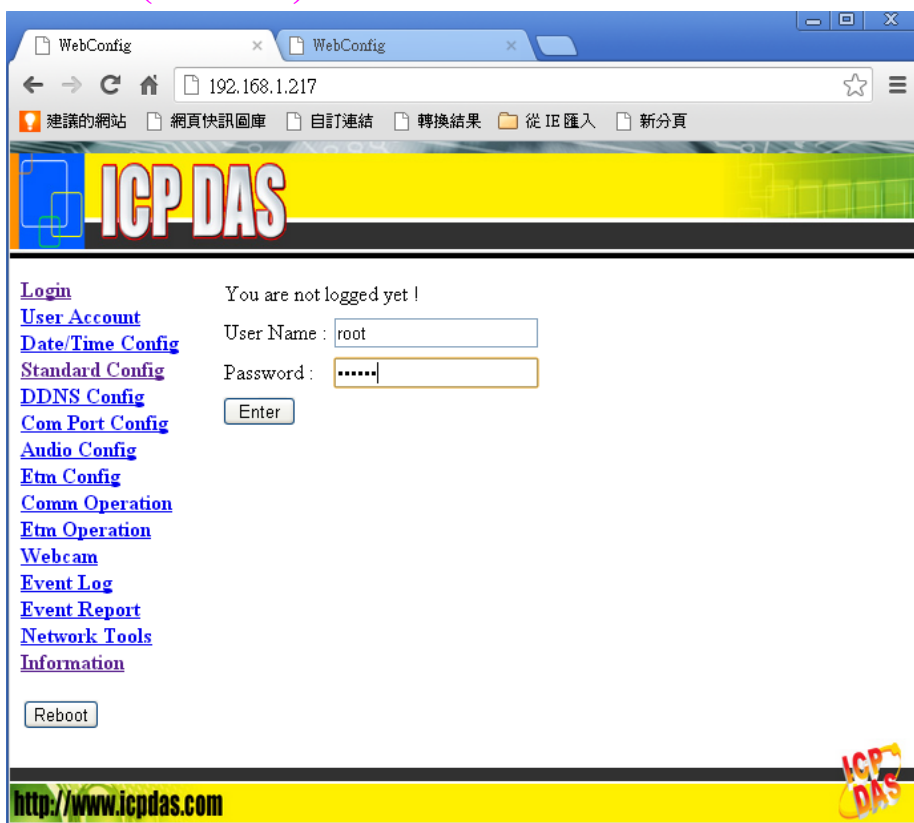 WebConfig
WebConfig
192.168.1.217
建議的網站 網頁快訊圖庫 自訂連結 轉換結果 從 IE 匯入 新分頁
ICP DAS
Login
User Account
Date/Time Config
Standard Config
DDNS Config
Com Port Config
Audio Config
Etm Config
Comm Operation
Etm Operation
Webcam
Event Log
Event Report
Network Tools
Information
Reboot
You are not logged yet !
User Name : root
Password : ••••••
Enter
http://www.icpdas.com
ICP
DAS